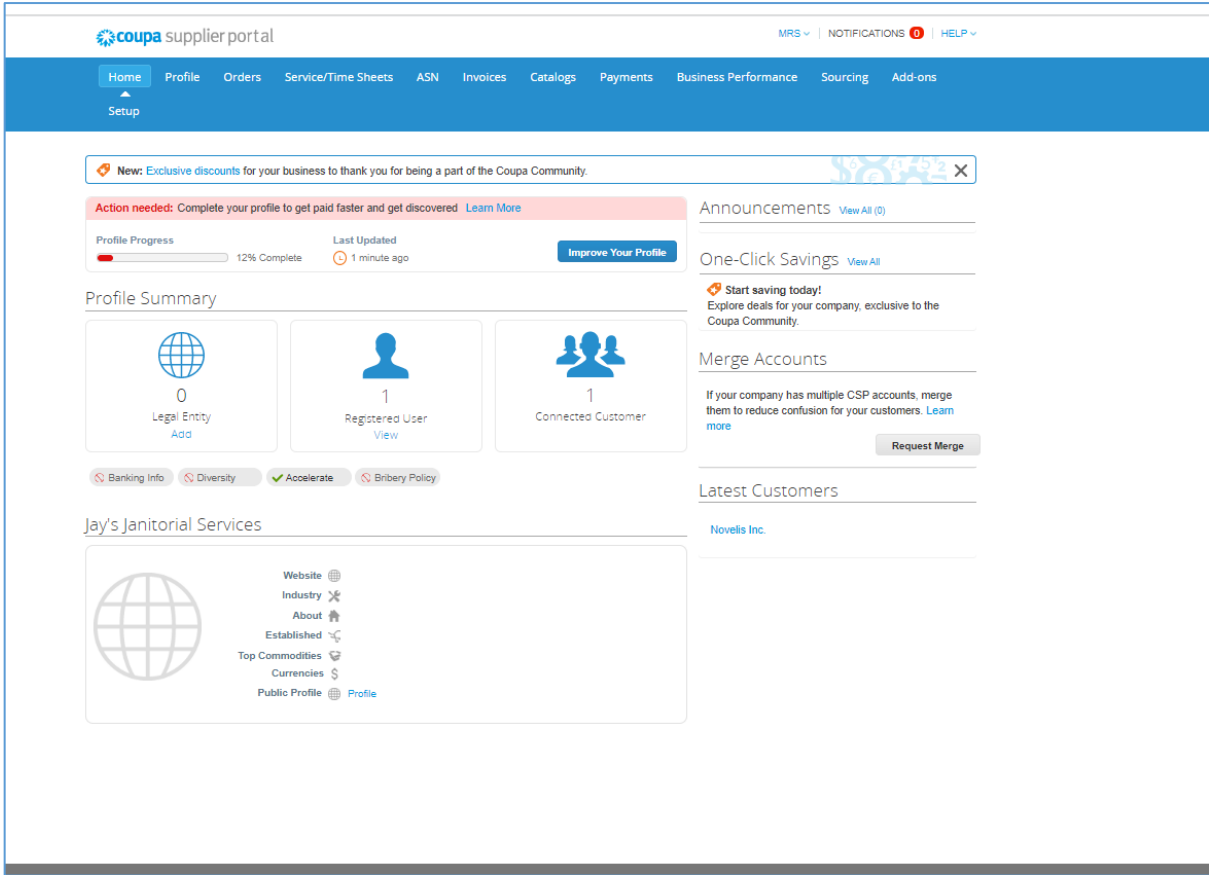 coupa supplier portal
MRS | NOTIFICATIONS 0 | HELP
Home Profile Orders Service/Time Sheets ASN Invoices Catalogs Payments Business Performance Sourcing Add-ons
Setup
New: Exclusive discounts for your business to thank you for being a part of the Coupa Community.
Action needed: Complete your profile to get paid faster and get discovered Learn More
Profile Progress Last Updated
12% Complete 1 minute ago
Improve Your Profile
Profile Summary
0
Legal Entity
Add
1
Registered User
View
1
Connected Customer
Banking Info Diversity Accelerate Bribery Policy
Jay's Janitorial Services
Website
Industry
About
Established
Top Commodities
Currencies $
Public Profile Profile
Announcements View All (0)
One-Click Savings View All
Start saving today!
Explore deals for your company, exclusive to the
Coupa Community.
Merge Accounts
If your company has multiple CSP accounts, merge
them to reduce confusion for your customers. Learn
more
Request Merge
Latest Customers
Novelis Inc.